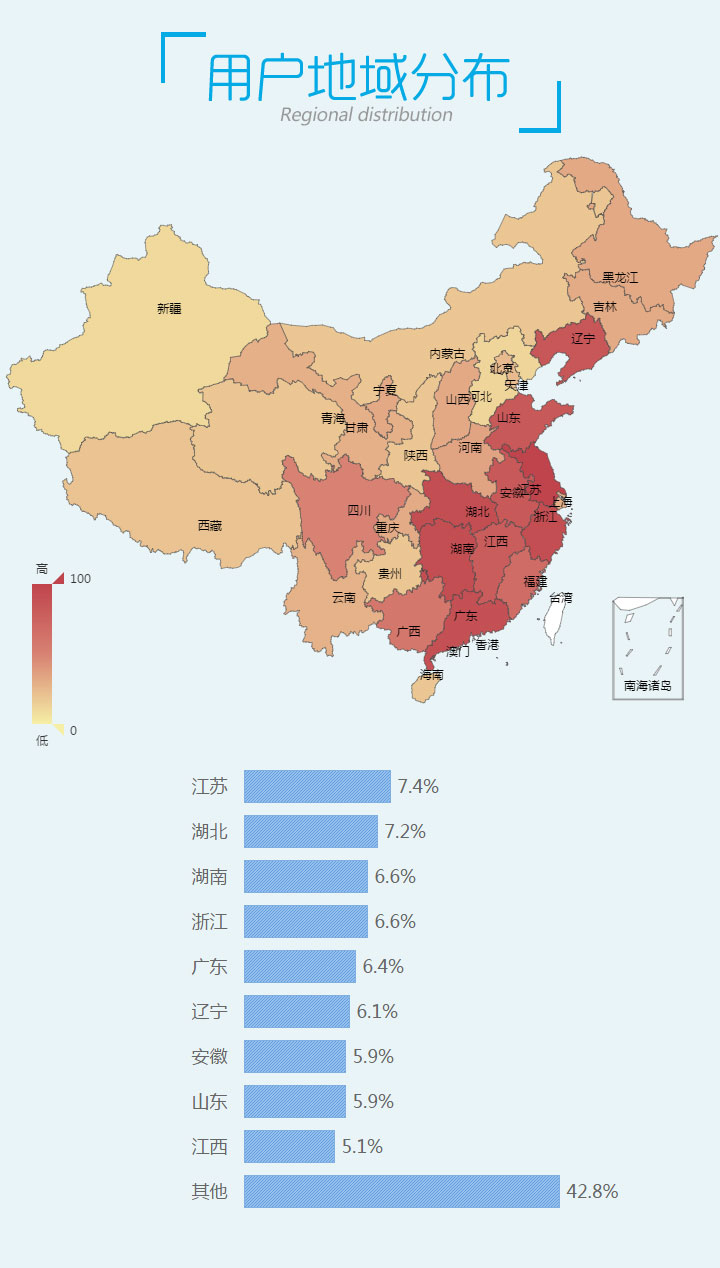 用户地域分布
Regional distribution
黑龙江
吉林
新疆
辽宁
内蒙古
北京
天津
宁夏
山西
河北
青海
甘肃
山东
河南
陕西
四川
安徽
江苏
上海
湖北
浙江
西藏
重庆
湖南
江西
贵州
福建
云南
台湾
广东
广西
香港
澳门
海南
南海诸岛
高
100
0
低
江苏 7.4%
湖北 7.2%
湖南 6.6%
浙江 6.6%
广东 6.4%
辽宁 6.1%
安徽 5.9%
山东 5.9%
江西 5.1%
其他 42.8%